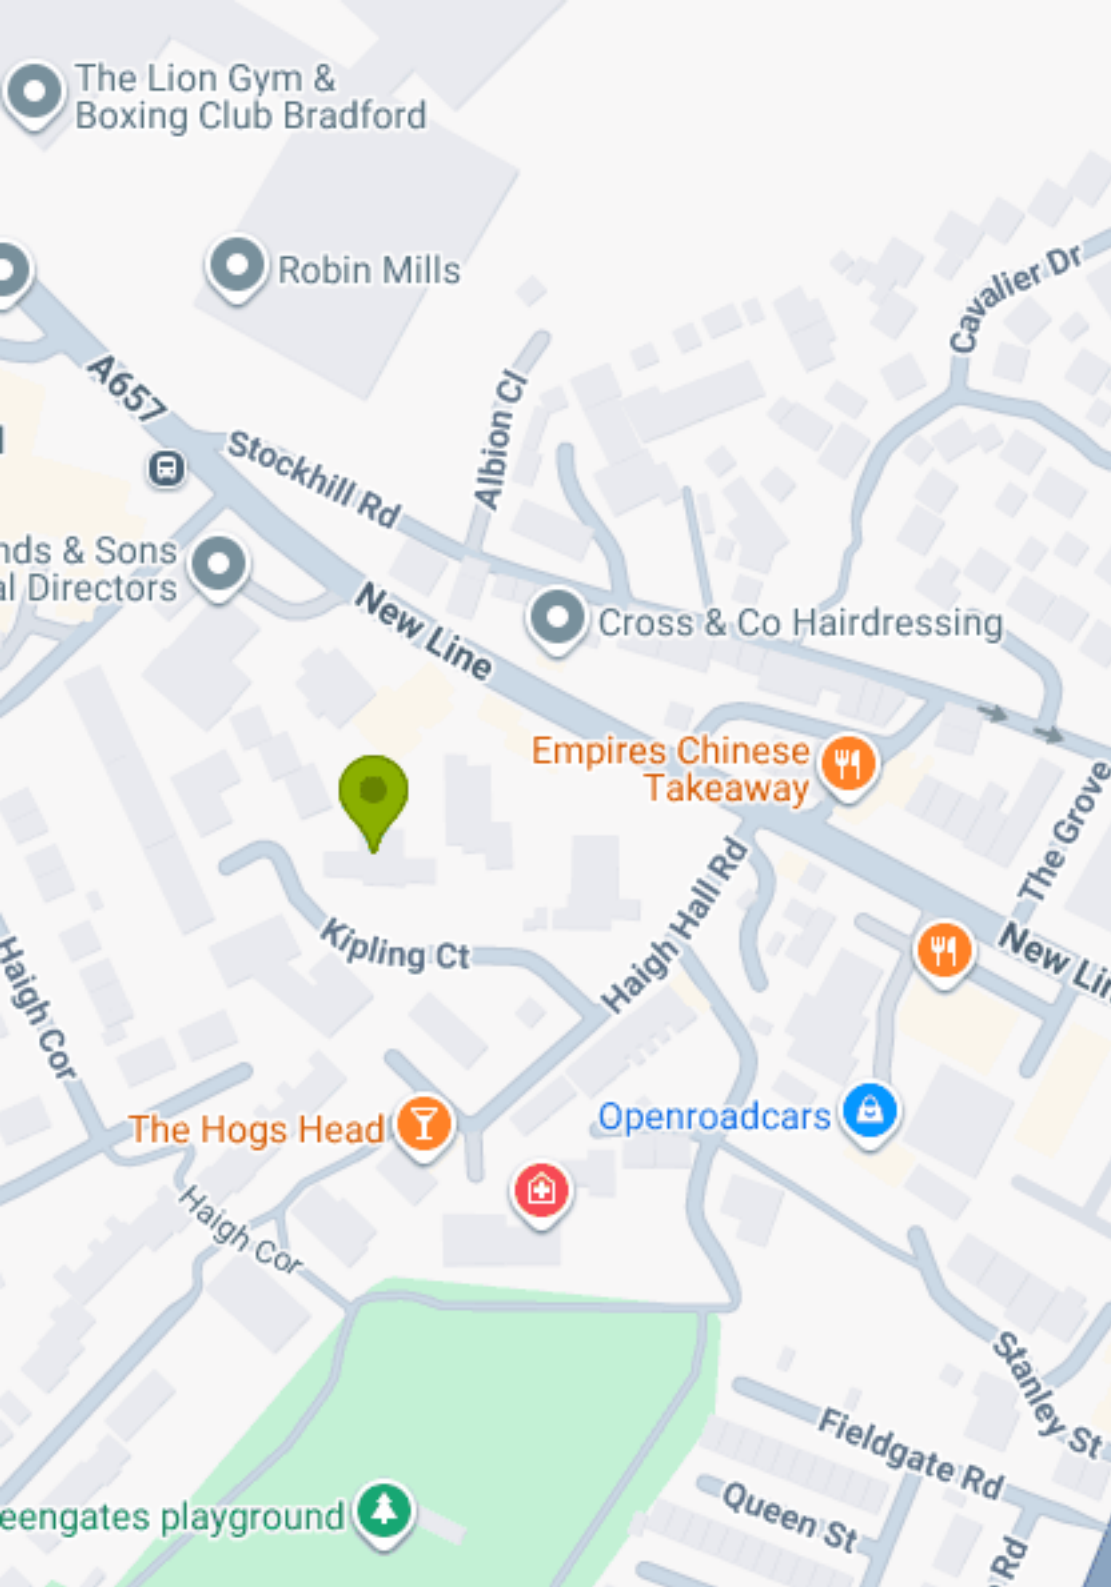 The Lion Gym &
Boxing Club Bradford
Robin Mills
Cavalier Dr
A657
Albion Cl
Stockhill Rd
nds & Sons
al Directors
New Line
Cross & Co Hairdressing
Empires Chinese
Takeaway
The Grove
Haigh Hall Rd
Kipling Ct
New Lin
Haigh Cor
The Hogs Head
Openroadcars
Haigh Cor
Stanley St
Fieldgate Rd
Queen St
eengates playground
Rd